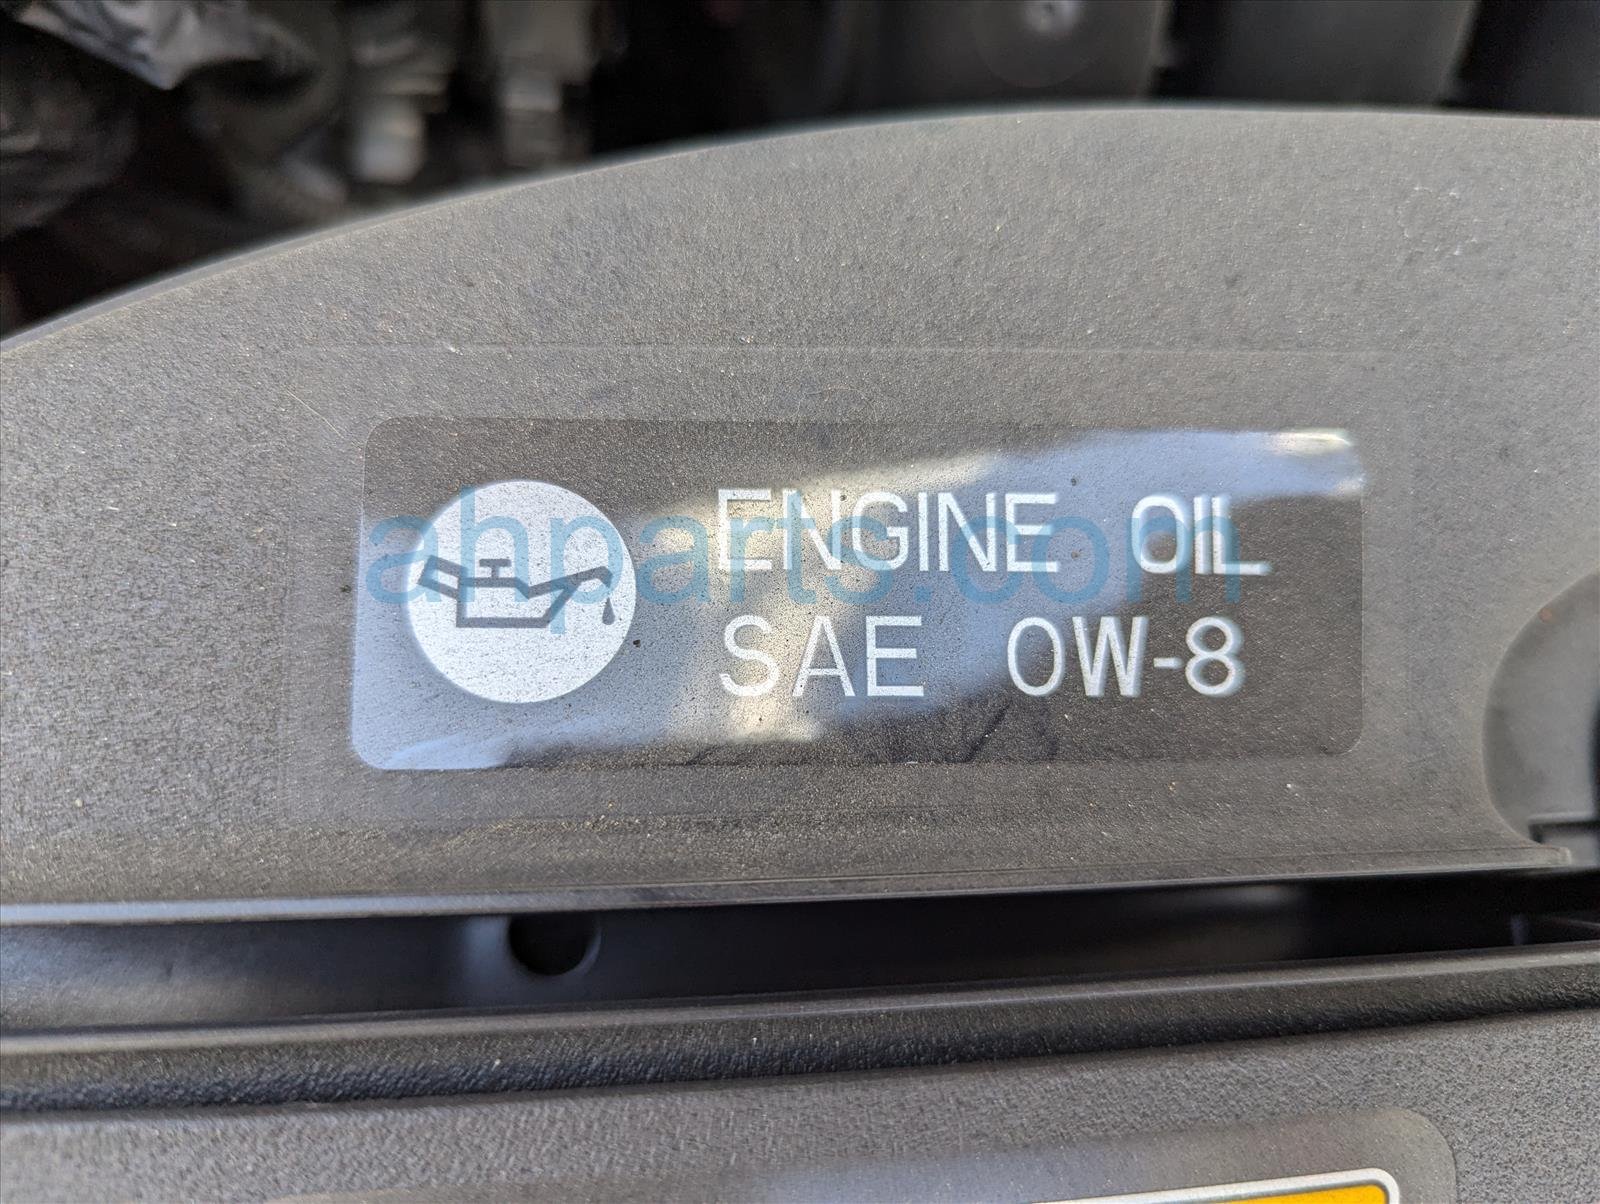 ENGINE OIL
SAE 0W-8
ahparts.com